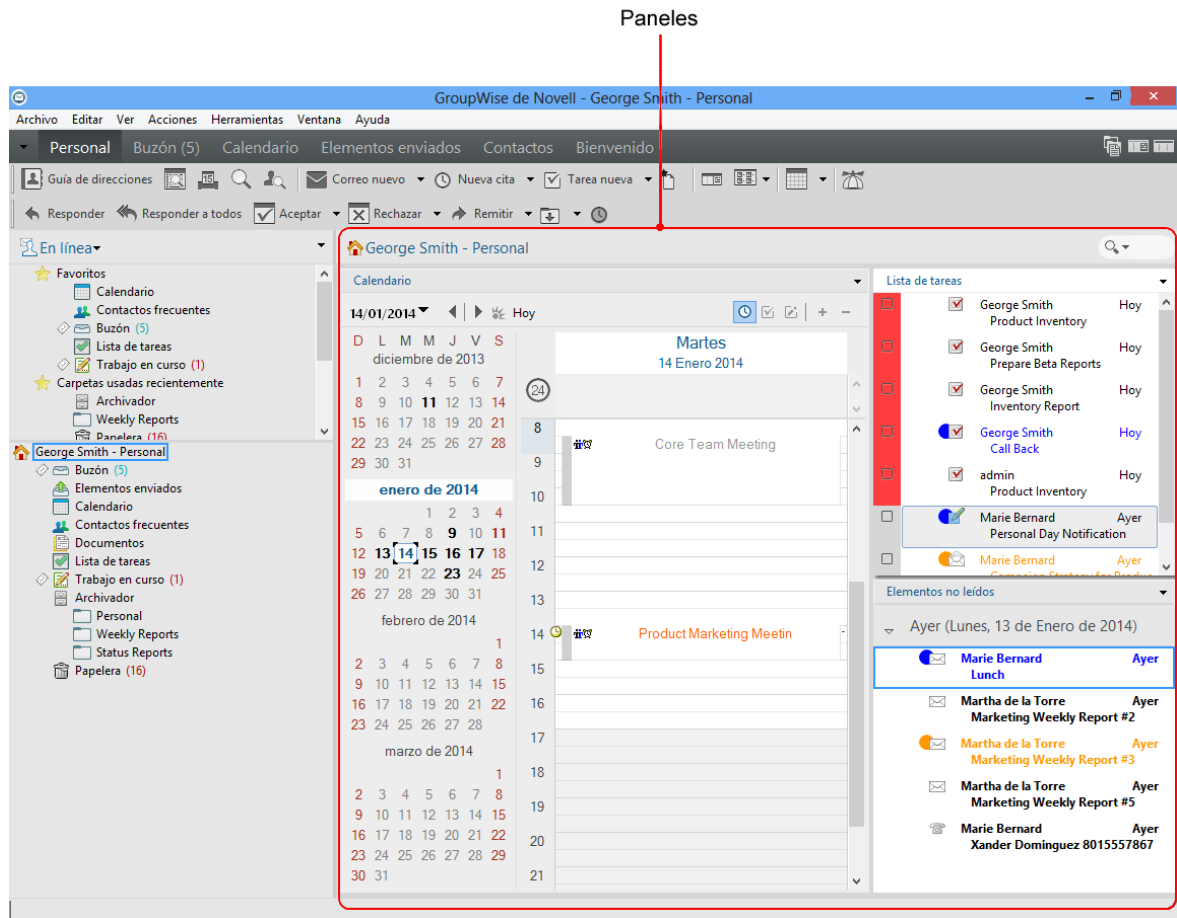 Paneles
GroupWise de Novell - George Smith - Personal
Archivo Editar Ver Acciones Herramientas Ventana Ayuda
Personal Buzón (5) Calendario Elementos enviados Contactos Bienvenido
Guía de direcciones 15 Correo nuevo Nueva cita Tarea nueva
Responder Responder a todos Aceptar Rechazar Remitir
En línea
Favoritos
Calendario
Contactos frecuentes
Buzón (5)
Lista de tareas
Trabajo en curso (1)
Carpetas usadas recientemente
Archivador
Weekly Reports
Papelera (16)
George Smith - Personal
Buzón (5)
Elementos enviados
Calendario
Contactos frecuentes
Documentos
Lista de tareas
Trabajo en curso (1)
Archivador
Personal
Weekly Reports
Status Reports
Papelera (16)
George Smith - Personal
Calendario
14/01/2014 Hoy
D L M M J V S
diciembre de 2013
1 2 3 4 5 6 7
8 9 10 11 12 13 14
15 16 17 18 19 20 21
22 23 24 25 26 27 28
29 30 31
enero de 2014
1 2 3 4
5 6 7 8 9 10 11
12 13 14 15 16 17 18
19 20 21 22 23 24 25
26 27 28 29 30 31
febrero de 2014
1
2 3 4 5 6 7 8
9 10 11 12 13 14 15
16 17 18 19 20 21 22
23 24 25 26 27 28
marzo de 2014
1
2 3 4 5 6 7 8
9 10 11 12 13 14 15
16 17 18 19 20 21 22
23 24 25 26 27 28 29
30 31
Martes
14 Enero 2014
24
8
Core Team Meeting
9
10
11
12
13
14 Product Marketing Meetin
15
16
17
18
19
20
21
Lista de tareas
George Smith Hoy
Product Inventory
George Smith Hoy
Prepare Beta Reports
George Smith Hoy
Inventory Report
George Smith Hoy
Call Back
admin Hoy
Product Inventory
Marie Bernard Ayer
Personal Day Notification
Marie Bernard Ayer
Campaign Strategy for Produc
Elementos no leídos
Ayer (Lunes, 13 de Enero de 2014)
Marie Bernard Ayer
Lunch
Martha de la Torre Ayer
Marketing Weekly Report #2
Martha de la Torre Ayer
Marketing Weekly Report #3
Martha de la Torre Ayer
Marketing Weekly Report #5
Marie Bernard Ayer
Xander Dominguez 8015557867